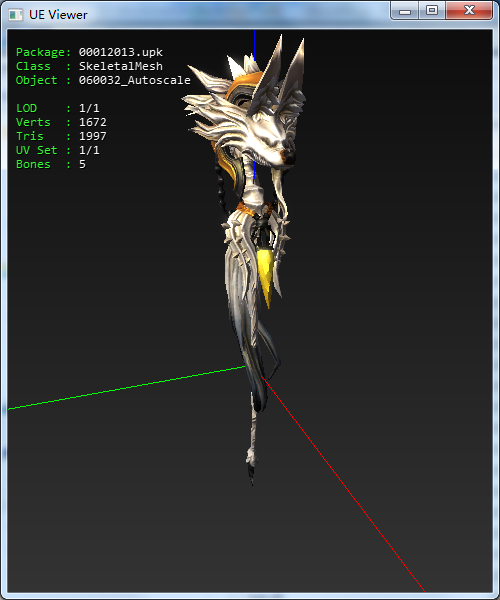 UE Viewer
Package: 00012013.upk
Class : SkeletalMesh
Object : 060032_Autoscale
LOD : 1/1
Verts : 1672
Tris : 1997
UV Set : 1/1
Bones : 5